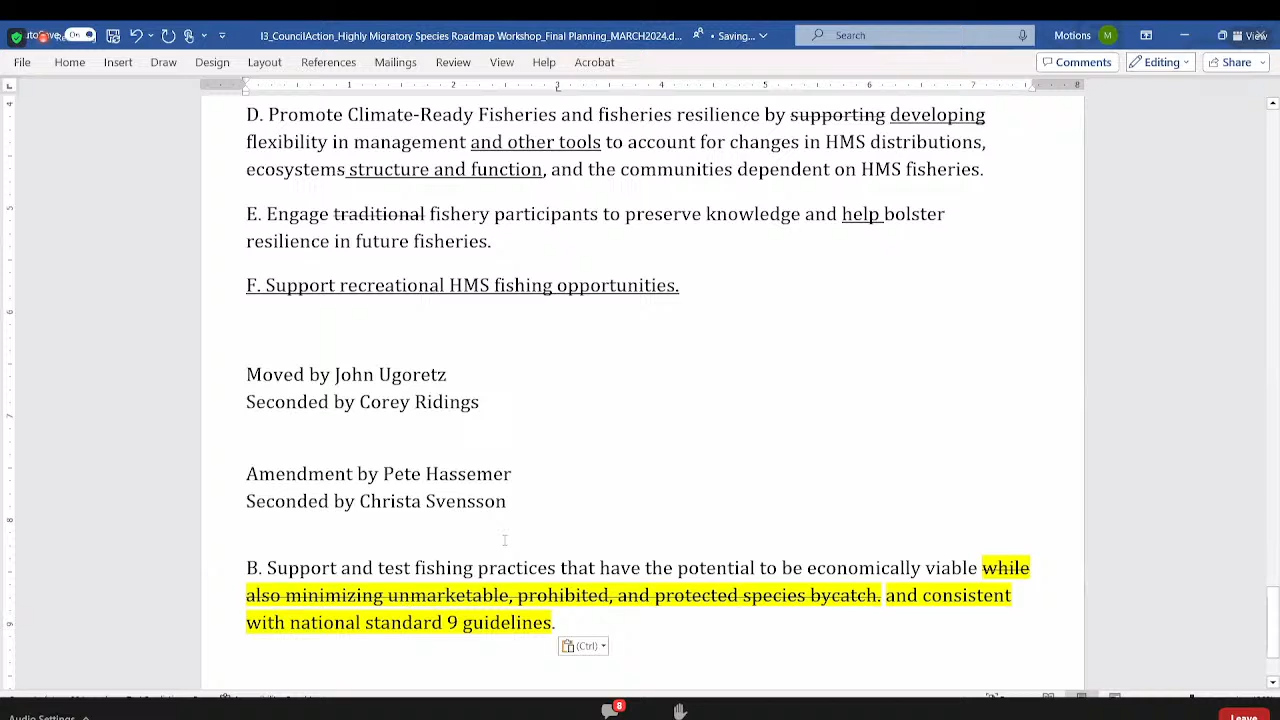 On
I3_CouncilAction_Highly Migratory Species Roadmap Workshop_Final Planning_MARCH2024.d...
Saving...
Search
Motions
M
View
File Home Insert Draw Design Layout References Mailings Review View Help Acrobat
Comments Editing Share
D. Promote Climate-Ready Fisheries and fisheries resilience by supporting developing
flexibility in management and other tools to account for changes in HMS distributions,
ecosystems structure and function, and the communities dependent on HMS fisheries.
E. Engage traditional fishery participants to preserve knowledge and help bolster
resilience in future fisheries.
F. Support recreational HMS fishing opportunities.
Moved by John Ugoretz
Seconded by Corey Ridings
Amendment by Pete Hassemer
Seconded by Christa Svensson
B. Support and test fishing practices that have the potential to be economically viable while
also minimizing unmarketable, prohibited, and protected species bycatch. and consistent
with national standard 9 guidelines.
(Ctrl)
8
Audio Settings
Leave